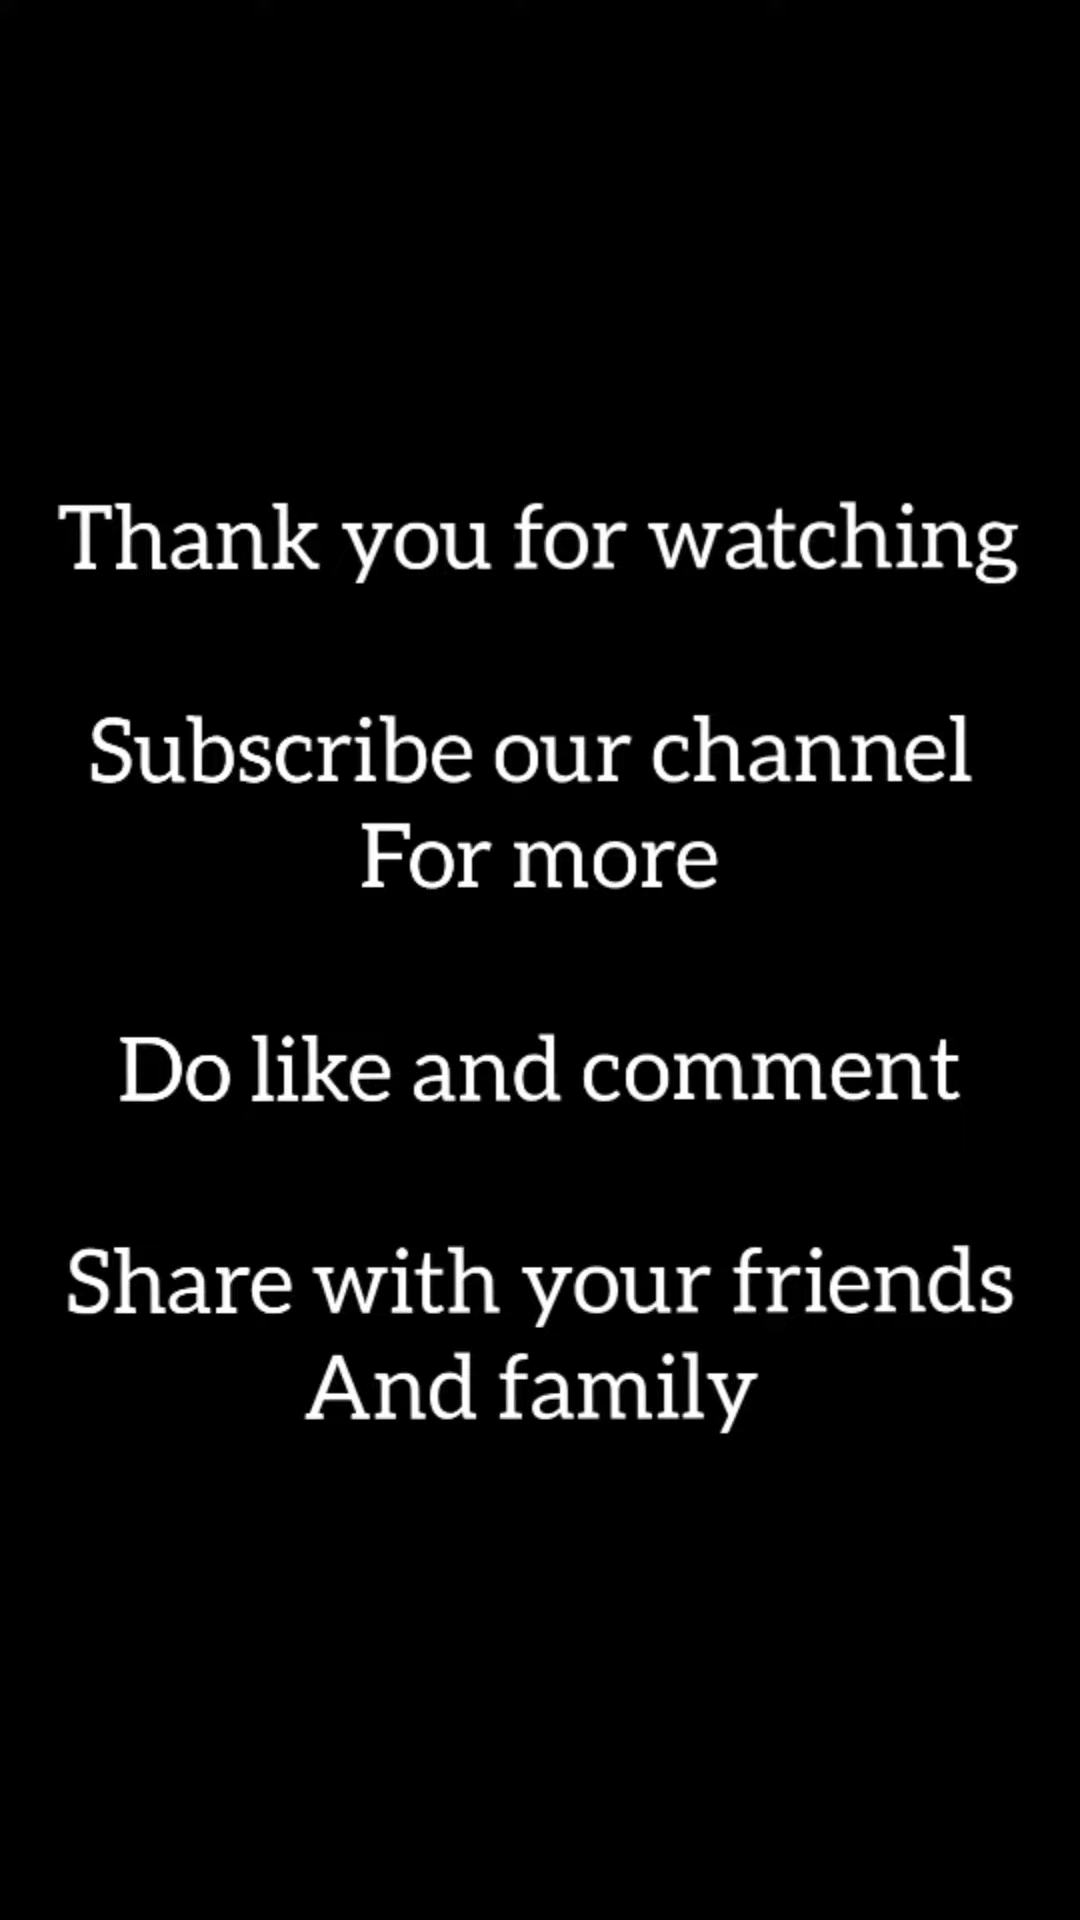 Thank you for watching
Subscribe our channel
For more
Do like and comment
Share with your friends
And family